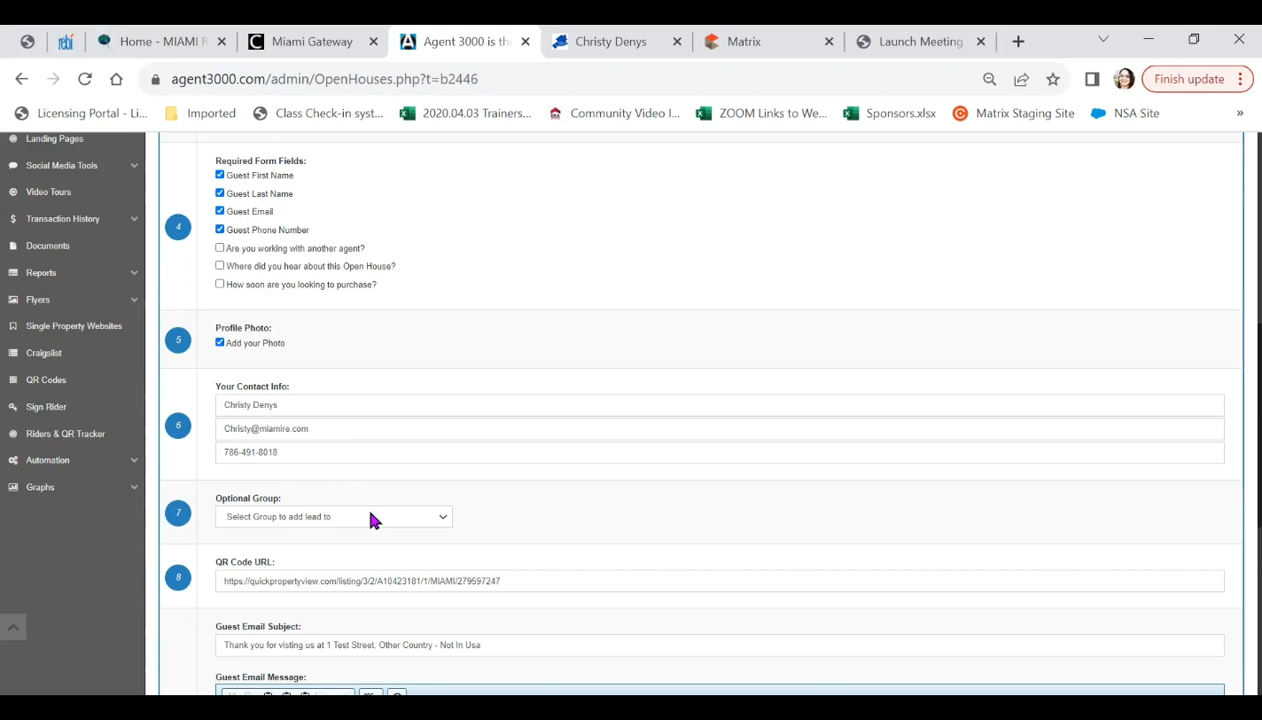 rebi
Home - MIAMI R
Miami Gateway
Agent 3000 is the
Christy Denys
Matrix
Launch Meeting
agent3000.com/admin/OpenHouses.php?t=b2446
Finish update
Licensing Portal - Li...
Imported
Class Check-in syst...
2020.04.03 Trainers...
Community Video l...
ZOOM Links to We...
Sponsors.xlsx
Matrix Staging Site
NSA Site
»
Landing Pages
Social Media Tools
Video Tours
Transaction History
Documents
Reports
Flyers
Single Property Websites
Craigslist
QR Codes
Sign Rider
Riders & QR Tracker
Automation
Graphs
4
Required Form Fields:
Guest First Name
Guest Last Name
Guest Email
Guest Phone Number
Are you working with another agent?
Where did you hear about this Open House?
How soon are you looking to purchase?
5
Profile Photo:
Add your Photo
6
Your Contact Info:
Christy Denys
Christy@miamire.com
786-491-8018
7
Optional Group:
Select Group to add lead to
8
QR Code URL:
https://quickpropertyview.com/listing/3/2/A10423181/1/MIAMI/279597247
Guest Email Subject:
Thank you for visting us at 1 Test Street, Other Country - Not In Usa
Guest Email Message: